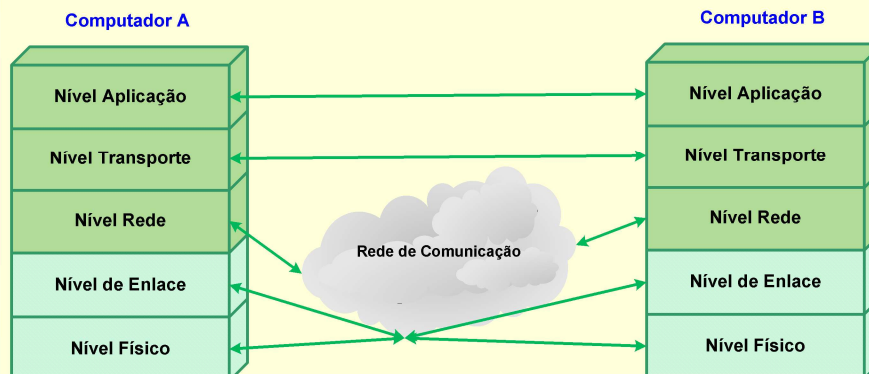 Computador A
Computador B
Nível Aplicação
Nível Aplicação
Nível Transporte
Nível Transporte
Nível Rede
Nível Rede
Rede de Comunicação
Nível de Enlace
Nível de Enlace
Nível Físico
Nível Físico